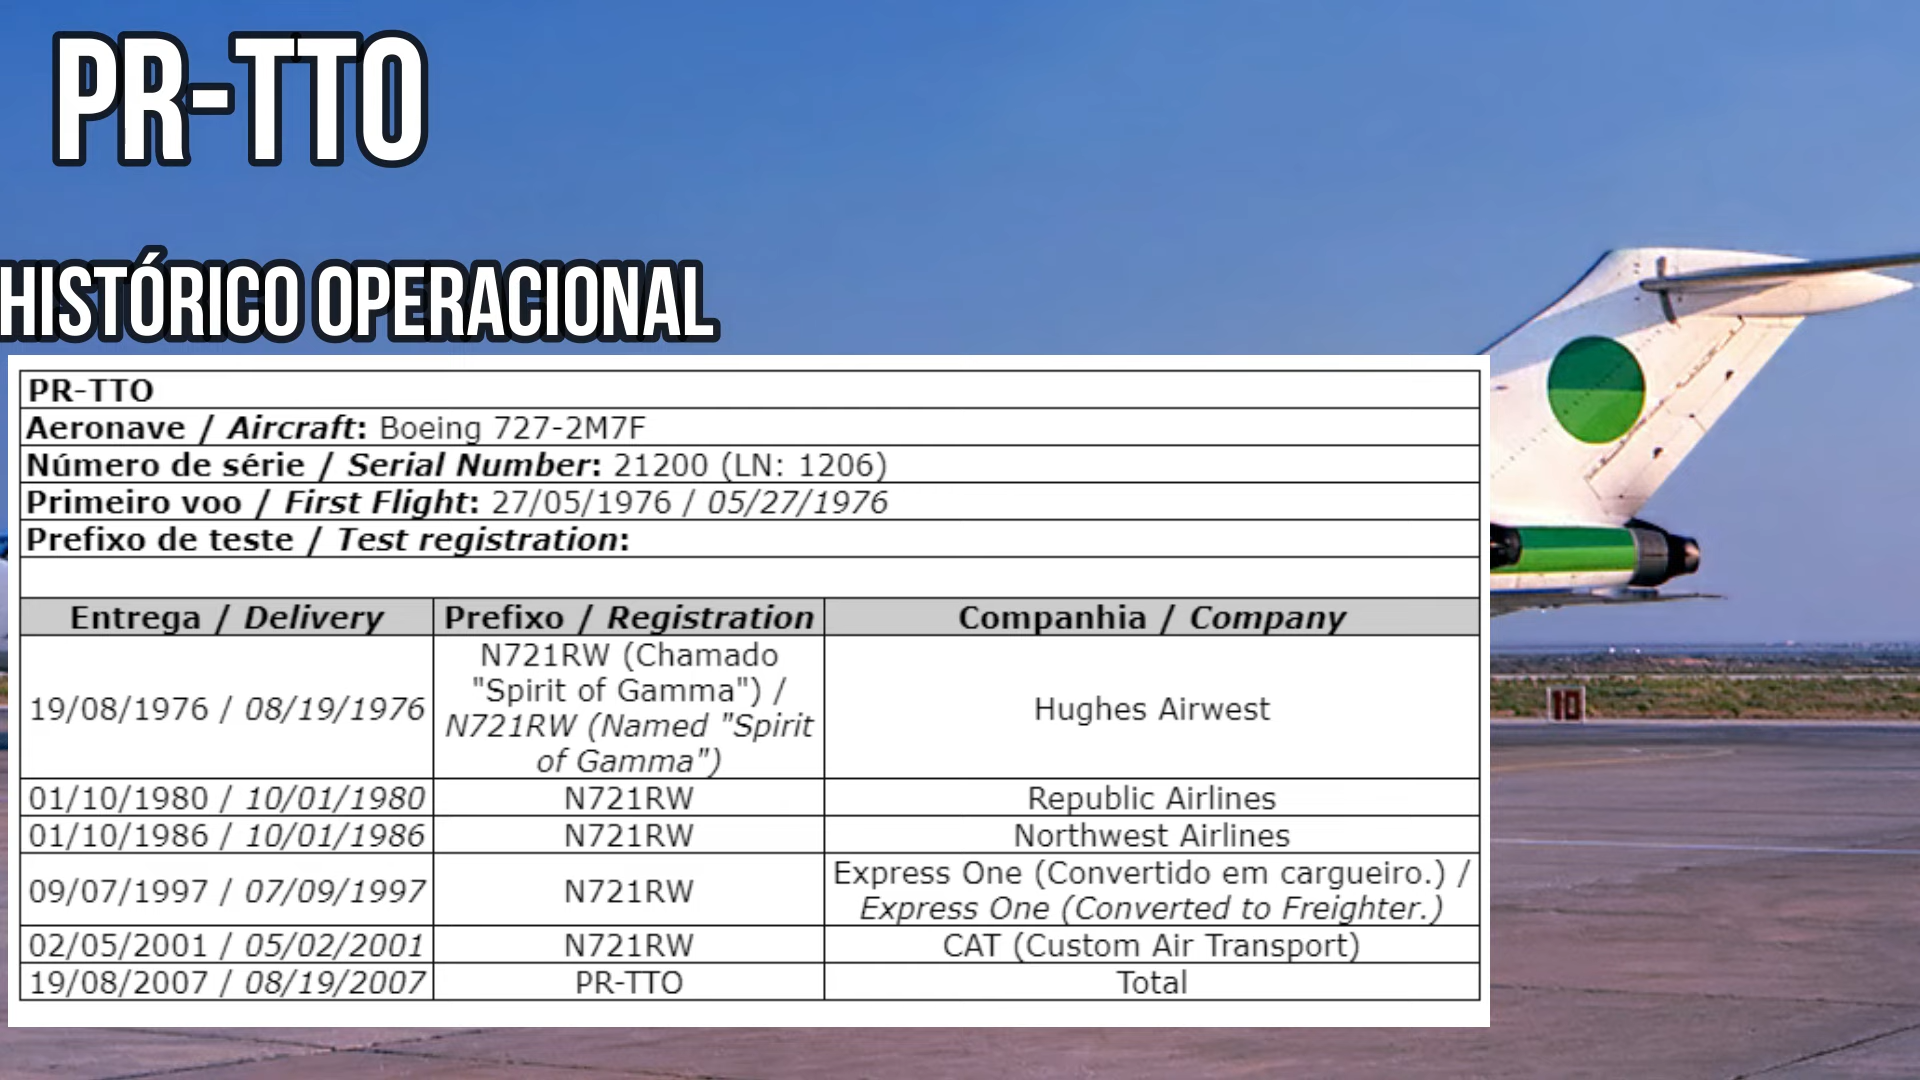 PR-TTO
HISTÓRICO OPERACIONAL
PR-TTO
Aeronave / Aircraft: Boeing 727-2M7F
Número de série / Serial Number: 21200 (LN: 1206)
Primeiro voo / First Flight: 27/05/1976 / 05/27/1976
Prefixo de teste / Test registration:
Entrega / Delivery Prefixo / Registration Companhia / Company
19/08/1976 / 08/19/1976
N721RW (Chamado
"Spirit of Gamma") /
N721RW (Named "Spirit
of Gamma")
Hughes Airwest
01/10/1980 / 10/01/1980 N721RW Republic Airlines
01/10/1986 / 10/01/1986 N721RW Northwest Airlines
09/07/1997 / 07/09/1997 N721RW
Express One (Convertido em cargueiro.) /
Express One (Converted to Freighter.)
02/05/2001 / 05/02/2001 N721RW CAT (Custom Air Transport)
19/08/2007 / 08/19/2007 PR-TTO Total
10